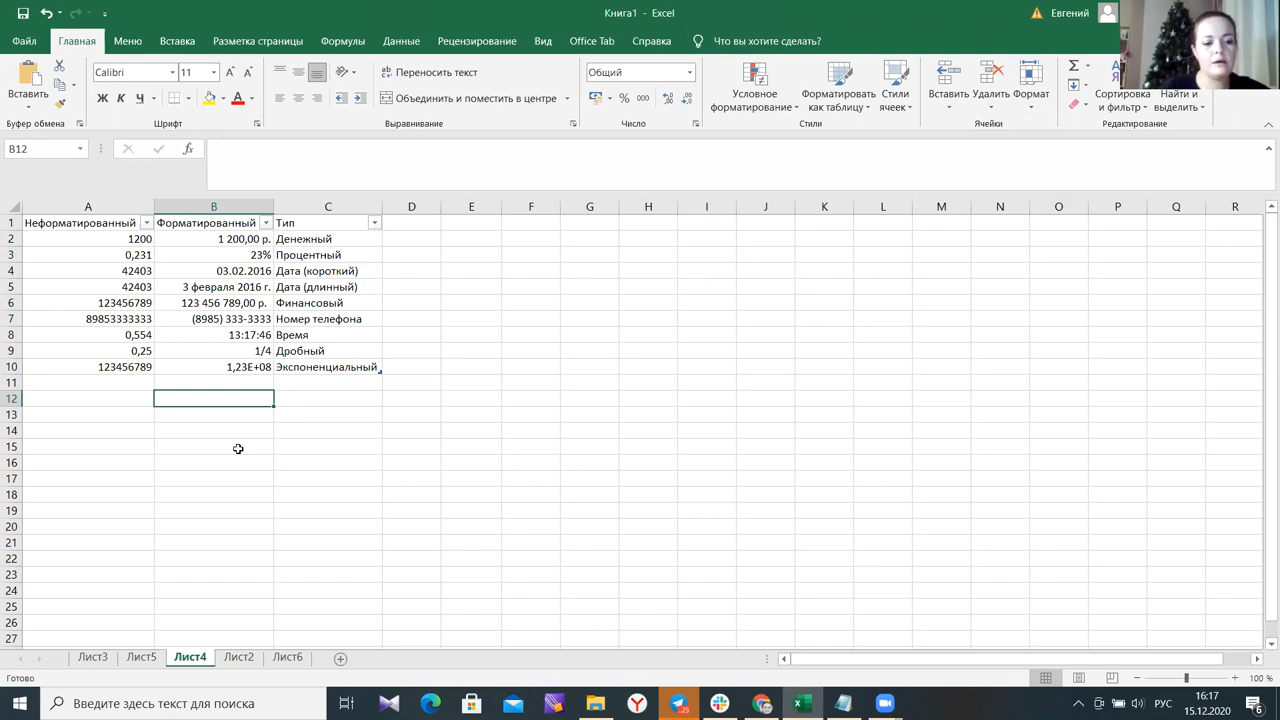 Книга1 - Excel
Евгений
Файл Главная Меню Вставка Разметка страницы Формулы Данные Рецензирование Вид Office Tab Справка Что вы хотите сделать?
Вставить
Calibri 11
Ж К Ч
Переносить текст
Объединить и поместить в центре
Общий
% 000
Условное форматирование
Форматировать как таблицу
Стили ячеек
Вставить Удалить Формат
Сортировка и фильтр
Найти и выделить
Буфер обмена Шрифт Выравнивание Число Стили Ячейки Редактирование
B12 fx
A B C D E F G H I J K L M N O P Q R
1 Неформатированный Форматированный Тип
2 1200 1 200,00 р. Денежный
3 0,231 23% Процентный
4 42403 03.02.2016 Дата (короткий)
5 42403 3 февраля 2016 г. Дата (длинный)
6 123456789 123 456 789,00 р. Финансовый
7 89853333333 (8985) 333-3333 Номер телефона
8 0,554 13:17:46 Время
9 0,25 1/4 Дробный
10 123456789 1,23E+08 Экспоненциальный
11
12
13
14
15
16
17
18
19
20
21
22
23
24
25
26
27
Лист3 Лист5 Лист4 Лист2 Лист6
Готово 100 %
Введите здесь текст для поиска
25
РУС
16:17
15.12.2020
6